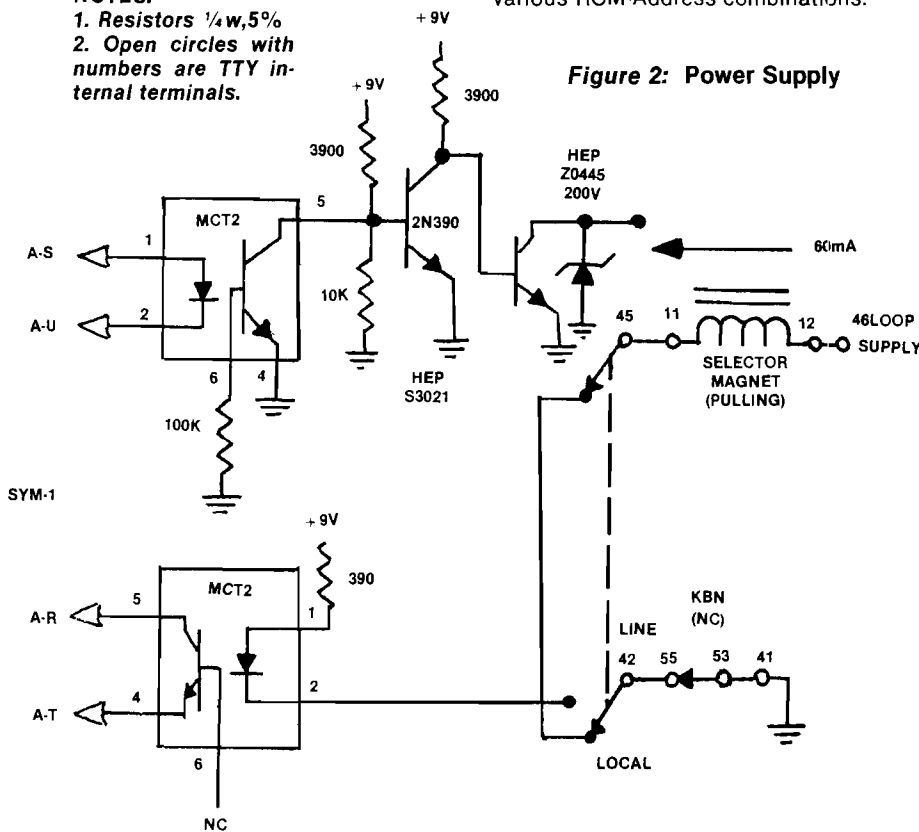 NOTES:
1. Resistors ¼w,5%
2. Open circles with
numbers are TTY in-
ternal terminals.
various ROM-Address combinations.
Figure 2: Power Supply
+9V
3900
+9V
3900
HEP
Z0445
200V
MCT2
5
2N390
60mA
A-S
1
A-U
2
10K
6
4
HEP
S3021
45
11
12
46LOOP
SUPPLY
SELECTOR
MAGNET
(PULLING)
100K
SYM-1
+9V
390
MCT2
A-R
5
1
KBN
(NC)
LINE
42
55
53
41
2
A-T
4
6
LOCAL
NC